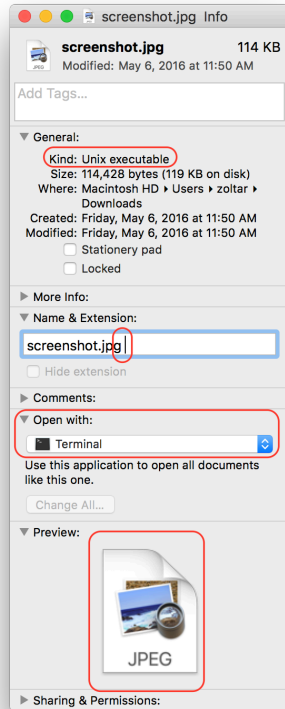 screenshot.jpg Info
JPEG
screenshot.jpg 114 KB
Modified: May 6, 2016 at 11:50 AM
Add Tags...
General:
Kind: Unix executable
Size: 114,428 bytes (119 KB on disk)
Where: Macintosh HD ▸ Users ▸ zoltar ▸
Downloads
Created: Friday, May 6, 2016 at 11:50 AM
Modified: Friday, May 6, 2016 at 11:50 AM
Stationery pad
Locked
More Info:
Name & Extension:
screenshot.jpg
Hide extension
Comments:
Open with:
Terminal
Use this application to open all documents
like this one.
Change All...
Preview:
JPEG
Sharing & Permissions: